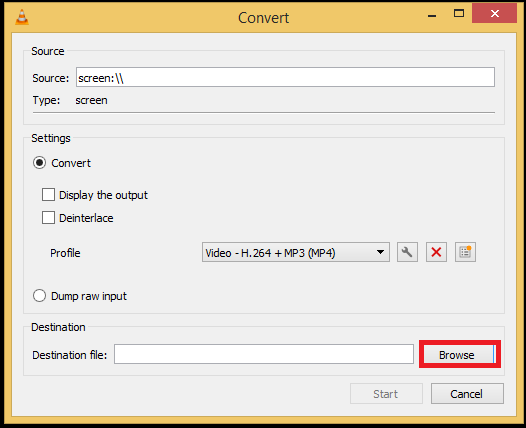 Convert
Source
Source: screen:\\
Type: screen
Settings
Convert
Display the output
Deinterlace
Profile Video - H.264 + MP3 (MP4)
Dump raw input
Destination
Destination file: Browse
Start Cancel